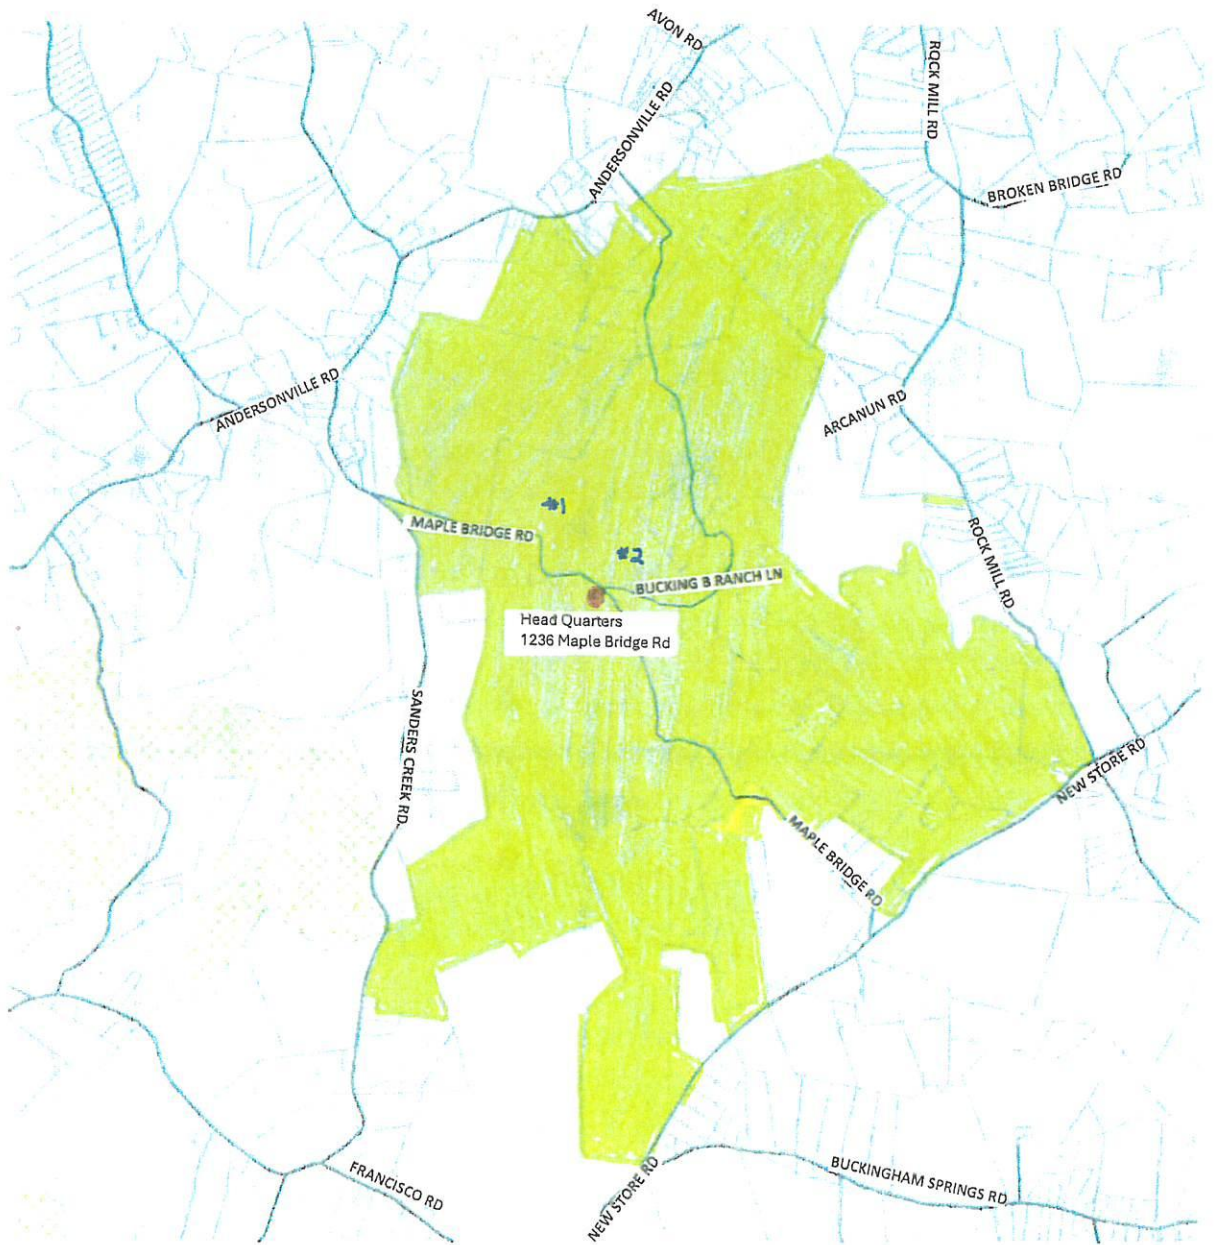 AVON RD
ROCK MILL RD
ANDERSONVILLE RD
BROKEN BRIDGE RD
ANDERSONVILLE RD
ARCANUN RD
#1
MAPLE BRIDGE RD
#2
ROCK MILL RD
BUCKING B RANCH LN
Head Quarters
1236 Maple Bridge Rd
SANDERS CREEK RD
NEW STORE RD
MAPLE BRIDGE RD
FRANCISCO RD
BUCKINGHAM SPRINGS RD
NEW STORE RD